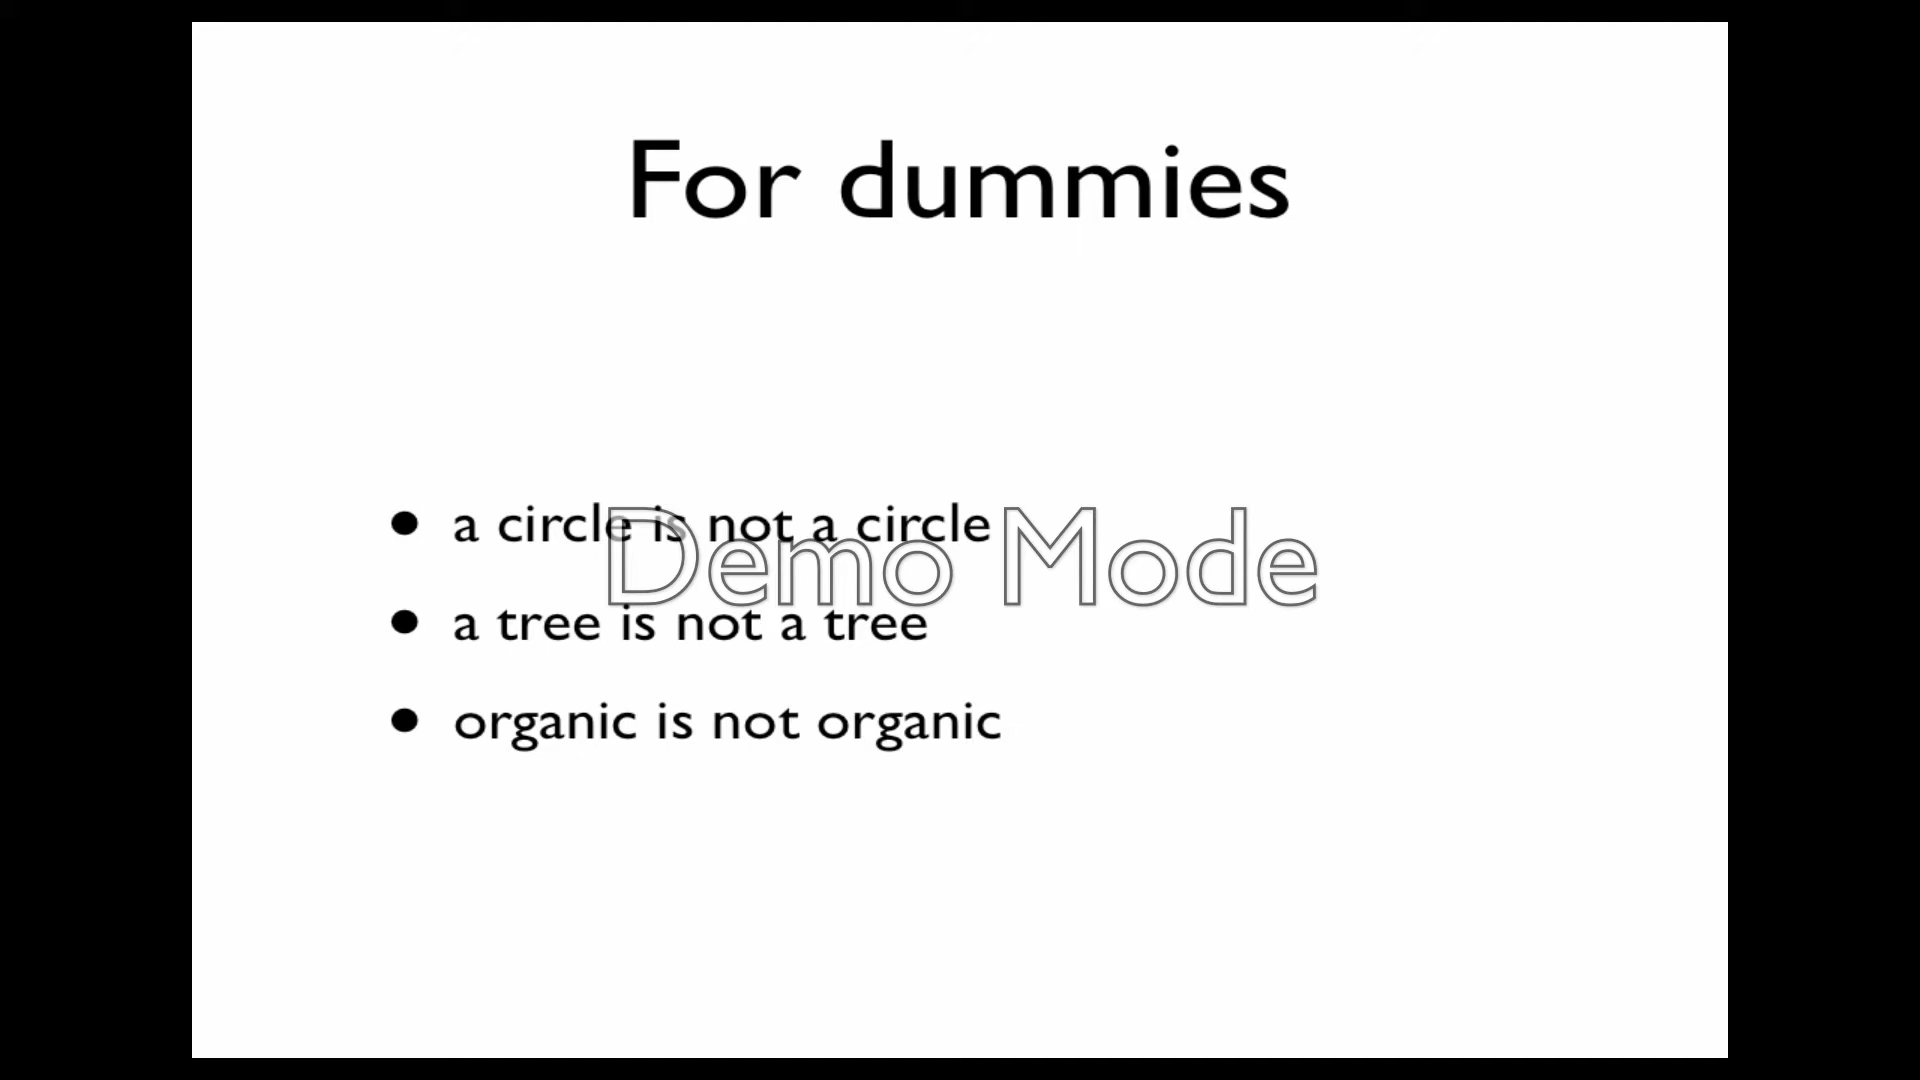 For dummies
• a circle is not a circle
Demo Mode
• a tree is not a tree
• organic is not organic